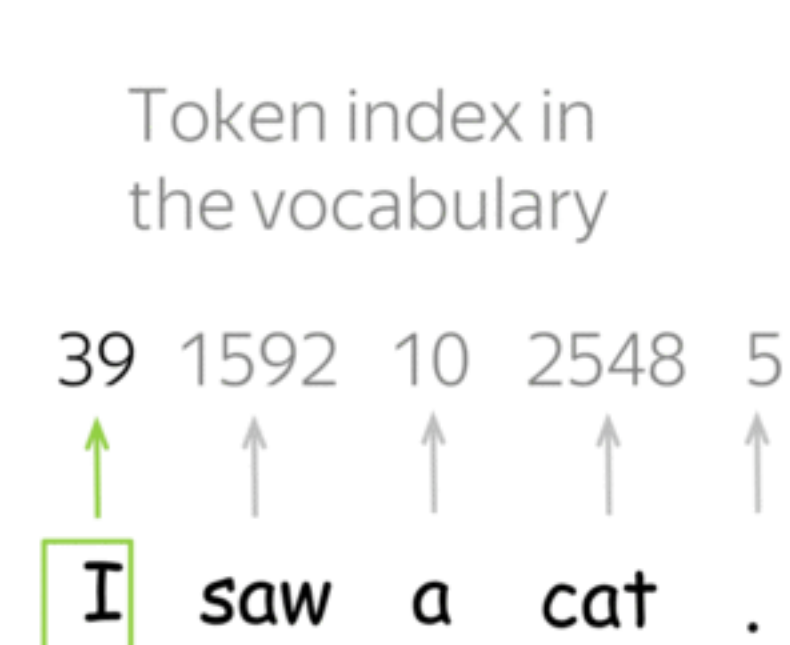 Token index in
the vocabulary
39 1592 10 2548 5
I saw a cat .